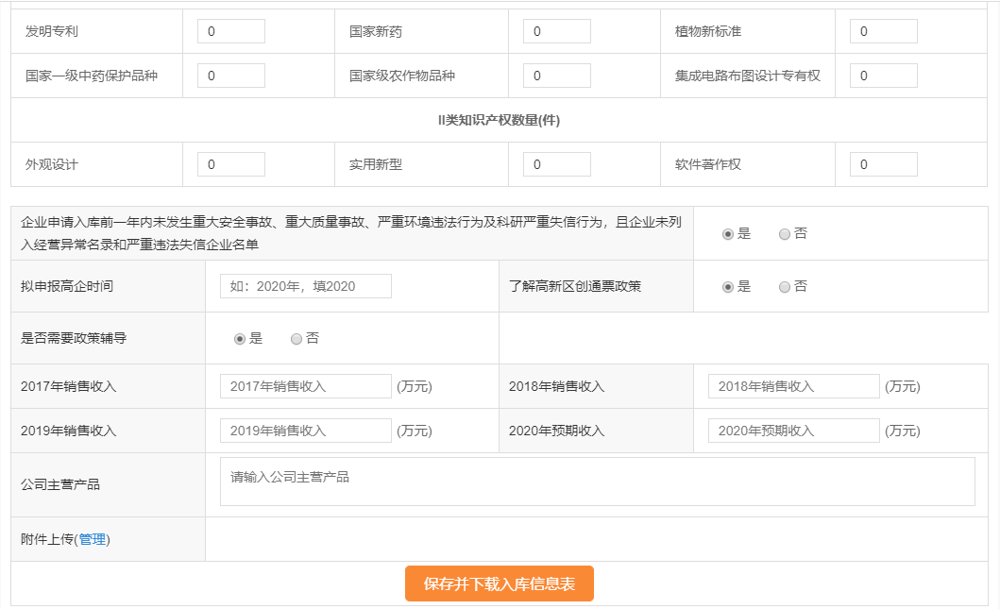 发明专利 0 国家新药 0 植物新标准 0
国家一级中药保护品种 0 国家级农作物品种 0 集成电路布图设计专有权 0
II类知识产权数量(件)
外观设计 0 实用新型 0 软件著作权 0
企业申请入库前一年内未发生重大安全事故、重大质量事故、严重环境违法行为及科研严重失信行为，且企业未列
入经营异常名录和严重违法失信企业名单
是 否
拟申报高企时间 如：2020年，填2020 了解高新区创通票政策 是 否
是否需要政策辅导 是 否
2017年销售收入 2017年销售收入 (万元) 2018年销售收入 2018年销售收入 (万元)
2019年销售收入 2019年销售收入 (万元) 2020年预期收入 2020年预期收入 (万元)
公司主营产品 请输入公司主营产品
附件上传(管理)
保存并下载入库信息表